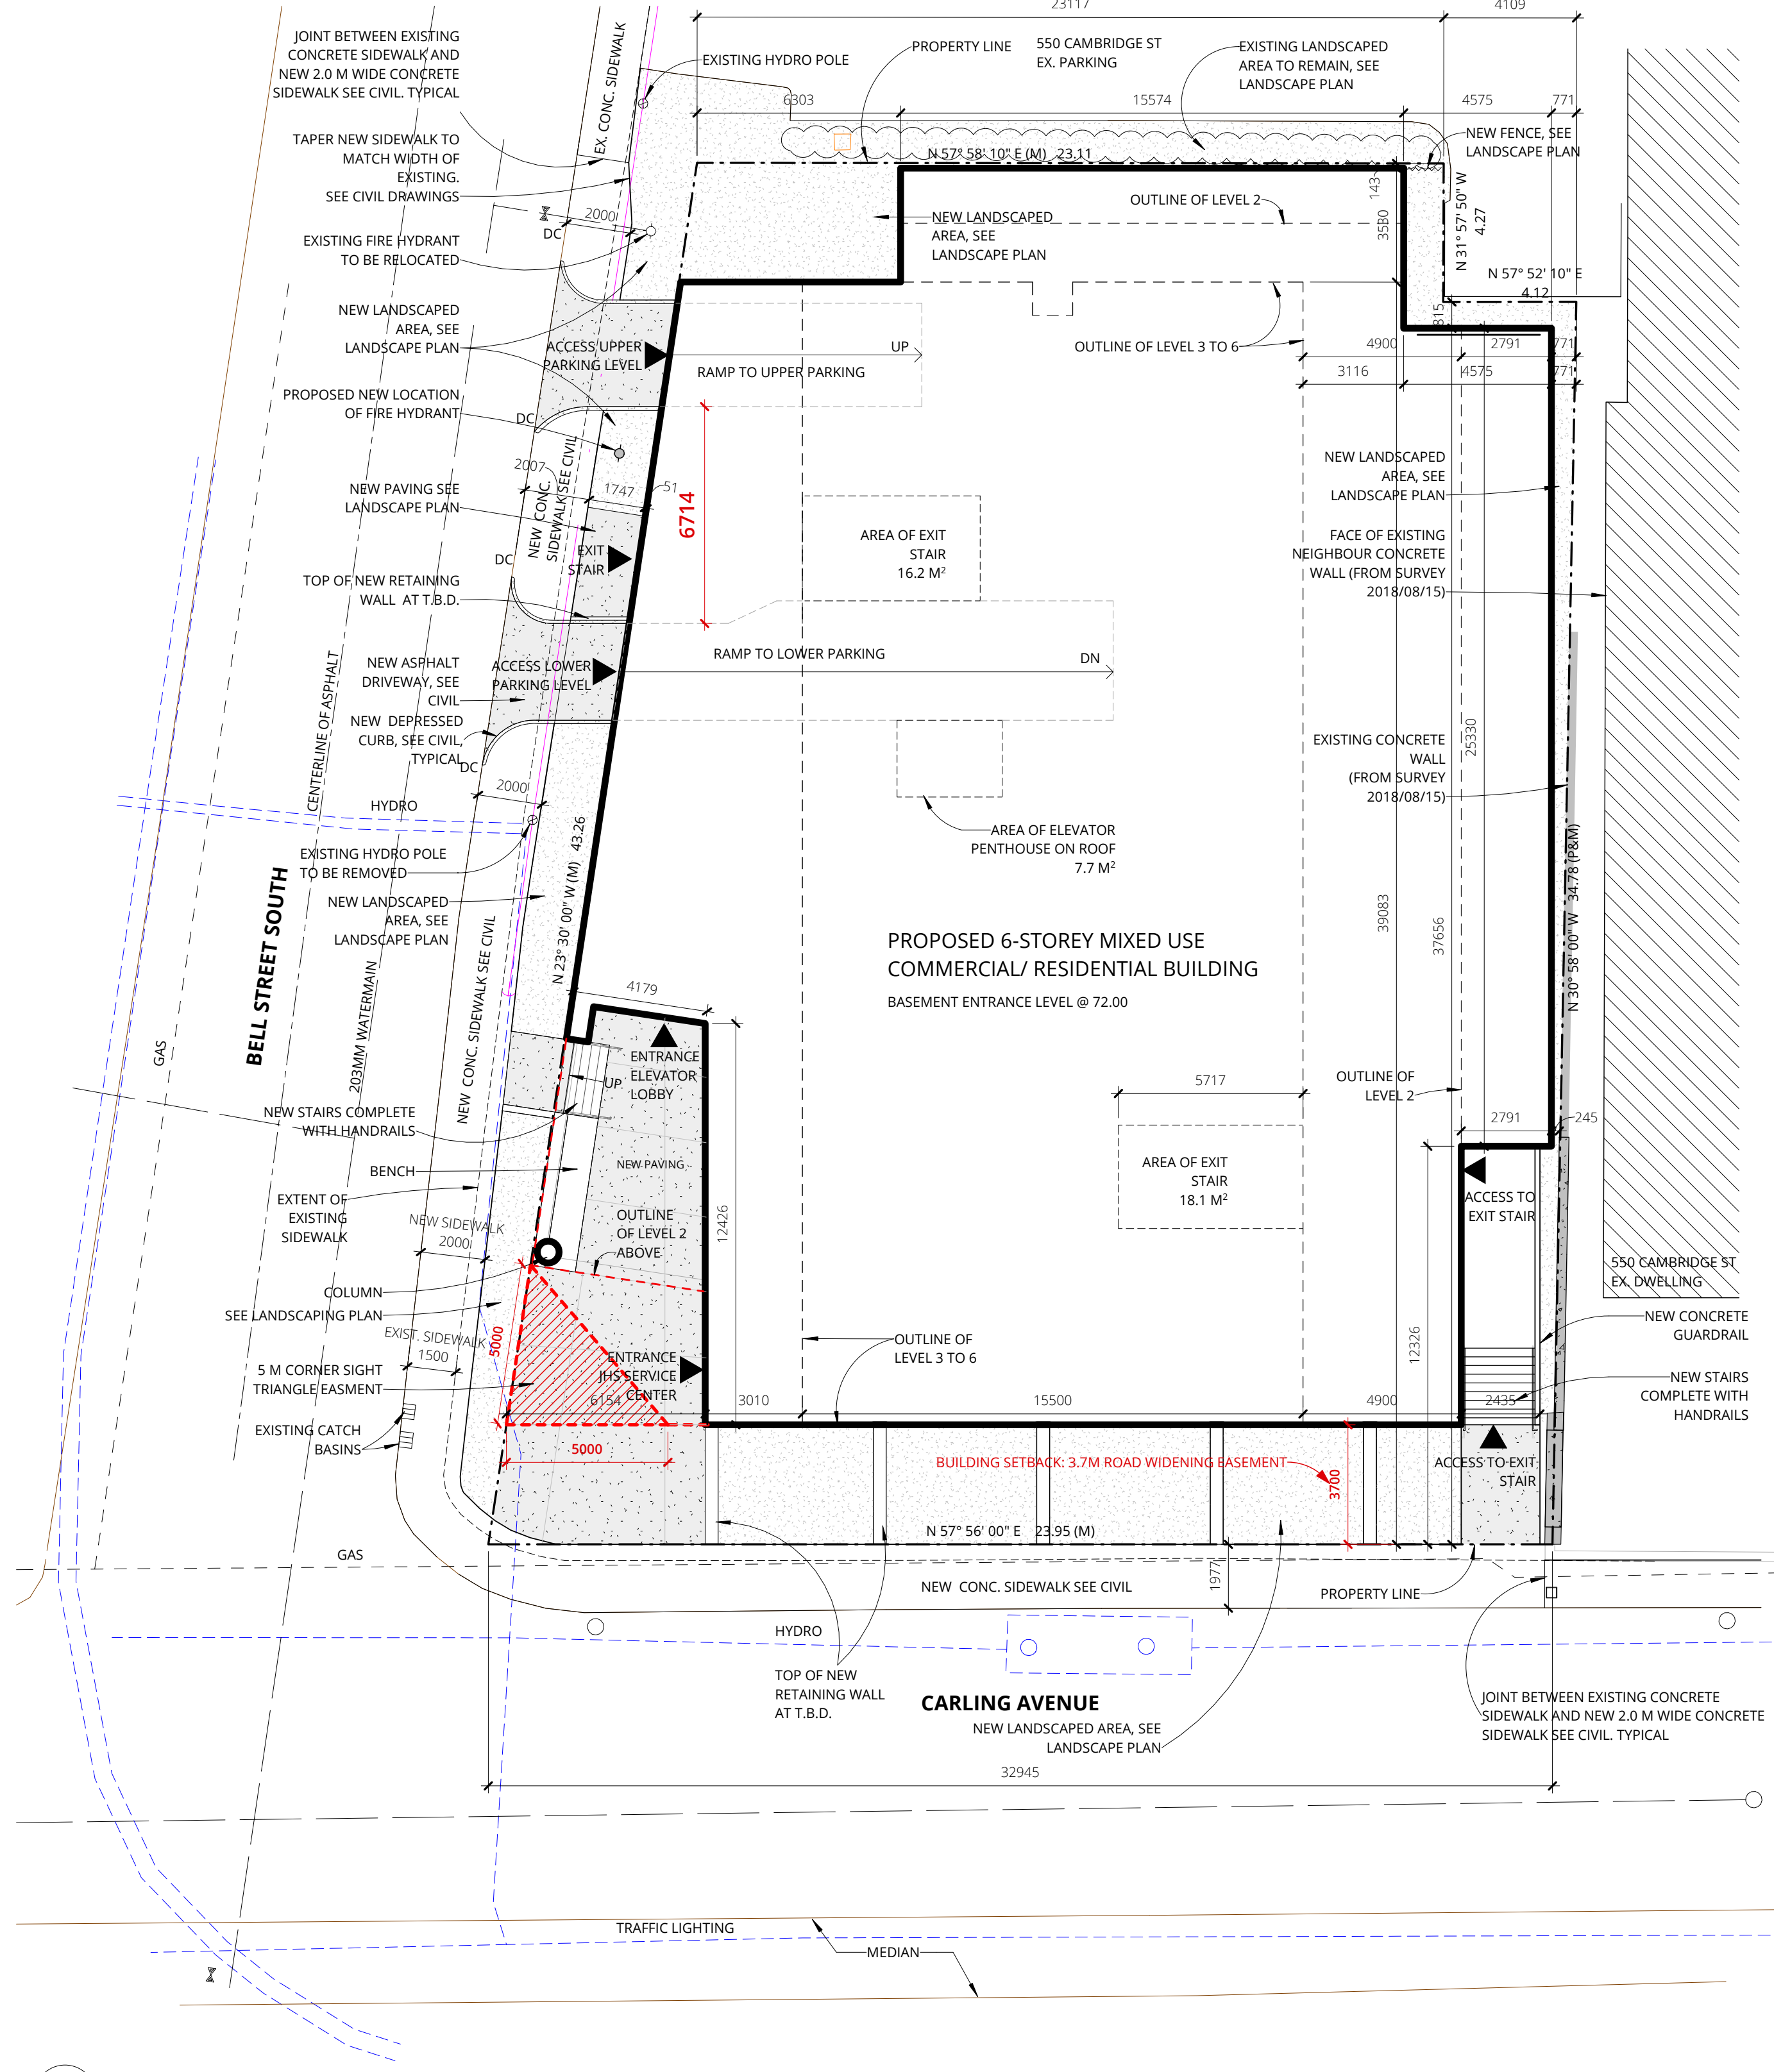 23117
4109
JOINT BETWEEN EXISTING
CONCRETE SIDEWALK AND
NEW 2.0 M WIDE CONCRETE
SIDEWALK SEE CIVIL. TYPICAL
EX. CONC. SIDEWALK
EXISTING HYDRO POLE
PROPERTY LINE
550 CAMBRIDGE ST
EX. PARKING
EXISTING LANDSCAPED
AREA TO REMAIN, SEE
LANDSCAPE PLAN
6303
15574
4575
771
NEW FENCE, SEE
LANDSCAPE PLAN
TAPER NEW SIDEWALK TO
MATCH WIDTH OF
EXISTING.
SEE CIVIL DRAWINGS
N 57° 58' 10" E (M) 23.11
143
3580
OUTLINE OF LEVEL 2
N 31° 57' 50" W
4.27
2000
DC
NEW LANDSCAPED
AREA, SEE
LANDSCAPE PLAN
EXISTING FIRE HYDRANT
TO BE RELOCATED
N 57° 52' 10" E
4.12
815
NEW LANDSCAPED
AREA, SEE
LANDSCAPE PLAN
ACCESS UPPER
PARKING LEVEL
UP
RAMP TO UPPER PARKING
OUTLINE OF LEVEL 3 TO 6
4900
2791
771
3116
4575
771
PROPOSED NEW LOCATION
OF FIRE HYDRANT
DC
2007
1747
51
6714
NEW CONC.
SIDEWALK SEE CIVIL
NEW PAVING SEE
LANDSCAPE PLAN
NEW LANDSCAPED
AREA, SEE
LANDSCAPE PLAN
AREA OF EXIT
STAIR
16.2 M²
EXIT
STAIR
DC
FACE OF EXISTING
NEIGHBOUR CONCRETE
WALL (FROM SURVEY
2018/08/15)
TOP OF NEW RETAINING
WALL AT T.B.D.
RAMP TO LOWER PARKING
DN
CENTERLINE OF ASPHALT
NEW ASPHALT
DRIVEWAY, SEE
CIVIL
ACCESS LOWER
PARKING LEVEL
NEW DEPRESSED
CURB, SEE CIVIL,
TYPICAL
DC
25330
EXISTING CONCRETE
WALL
(FROM SURVEY
2018/08/15)
2000
HYDRO
AREA OF ELEVATOR
PENTHOUSE ON ROOF
7.7 M²
EXISTING HYDRO POLE
TO BE REMOVED
N 23° 30' 00" W (M) 43.26
N 30° 58' 00" W 34.78 (P&M)
NEW LANDSCAPED
AREA, SEE
LANDSCAPE PLAN
39083
37656
BELL STREET SOUTH
PROPOSED 6-STOREY MIXED USE
COMMERCIAL/ RESIDENTIAL BUILDING
BASEMENT ENTRANCE LEVEL @ 72.00
4179
203MM WATERMAIN
GAS
NEW CONC. SIDEWALK SEE CIVIL
ENTRANCE
ELEVATOR
LOBBY
UP
5717
OUTLINE OF
LEVEL 2
2791
245
NEW STAIRS COMPLETE
WITH HANDRAILS
BENCH
NEW PAVING
AREA OF EXIT
STAIR
18.1 M²
ACCESS TO
EXIT STAIR
EXTENT OF
EXISTING
SIDEWALK
NEW SIDEWALK
2000
OUTLINE
OF LEVEL 2
ABOVE
12426
550 CAMBRIDGE ST
EX. DWELLING
COLUMN
SEE LANDSCAPING PLAN
EXIST. SIDEWALK
1500
5000
OUTLINE OF
LEVEL 3 TO 6
12326
NEW CONCRETE
GUARDRAIL
5 M CORNER SIGHT
TRIANGLE EASMENT
ENTRANCE
JHS SERVICE
CENTER
6154
3010
15500
4900
2435
NEW STAIRS
COMPLETE WITH
HANDRAILS
EXISTING CATCH
BASINS
5000
BUILDING SETBACK: 3.7M ROAD WIDENING EASEMENT
3700
ACCESS TO EXIT
STAIR
N 57° 56' 00" E 23.95 (M)
GAS
1977
NEW CONC. SIDEWALK SEE CIVIL
PROPERTY LINE
HYDRO
TOP OF NEW
RETAINING WALL
AT T.B.D.
CARLING AVENUE
NEW LANDSCAPED AREA, SEE
LANDSCAPE PLAN
JOINT BETWEEN EXISTING CONCRETE
SIDEWALK AND NEW 2.0 M WIDE CONCRETE
SIDEWALK SEE CIVIL. TYPICAL
32945
TRAFFIC LIGHTING
MEDIAN